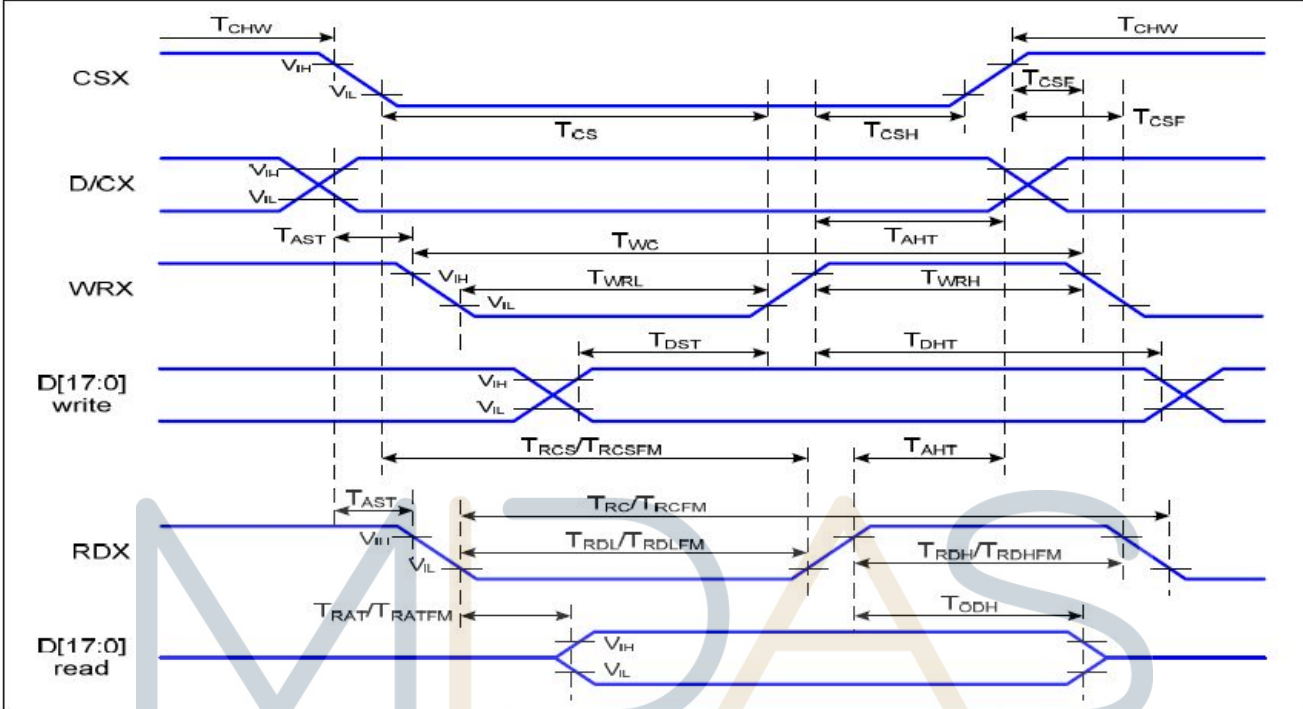 TCHW TCHW
CSX VIH TCSF
VIL TCSF
TCS TCSH
D/CX VIH
VIL
TAST TWC TAHT
WRX VIH TWRL TWRH
VIL
TDST TDHT
D[17:0] VIH
write VIL
TRCS/TRCSFM TAHT
TAST TRC/TRCFM
RDX VIH TRDL/TRDLFM TRDH/TRDHFM
VIL
TRAT/TRATFM TODH
D[17:0] VIH
read VIL
MIDAS